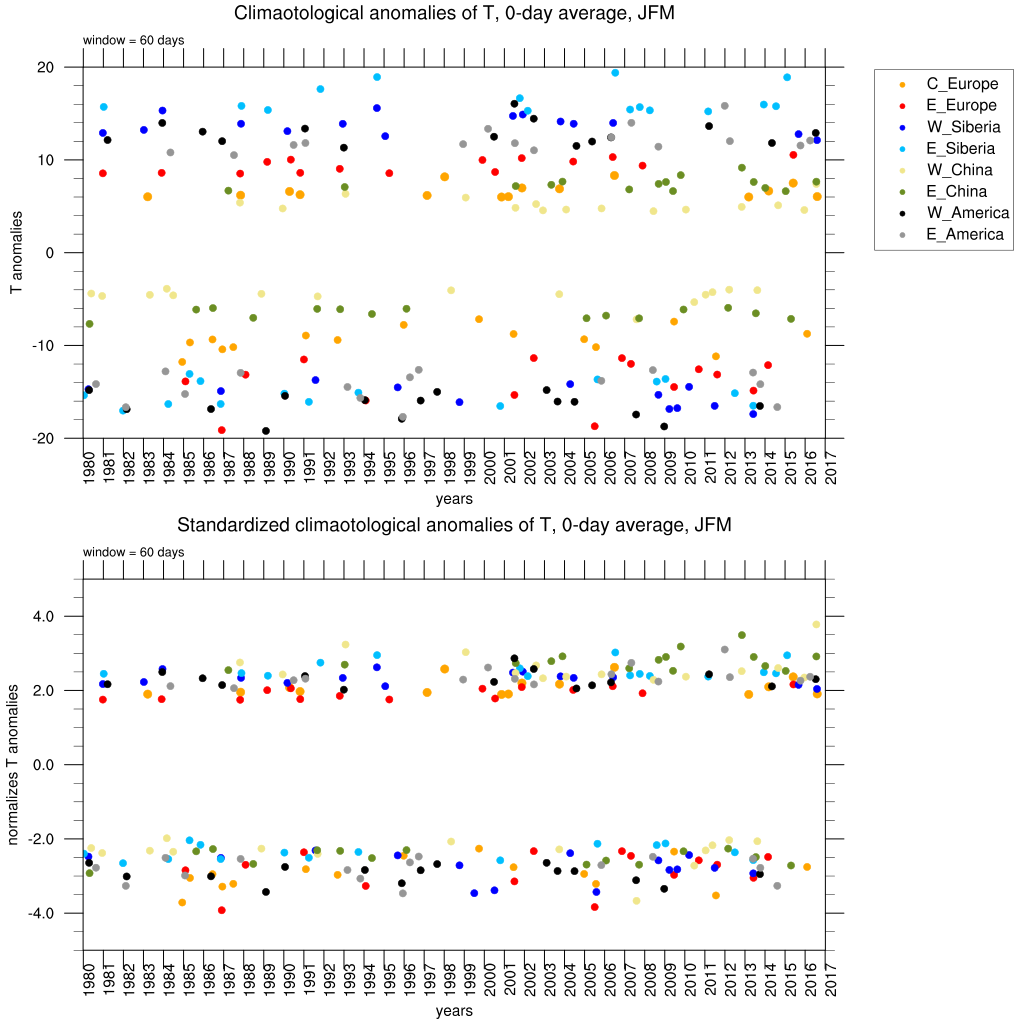 Climaotological anomalies of T, 0-day average, JFM
window = 60 days
20
10
0
-10
-20
T anomalies
1980 1981 1982 1983 1984 1985 1986 1987 1988 1989 1990 1991 1992 1993 1994 1995 1996 1997 1998 1999 2000 2001 2002 2003 2004 2005 2006 2007 2008 2009 2010 2011 2012 2013 2014 2015 2016 2017
years
C_Europe
E_Europe
W_Siberia
E_Siberia
W_China
E_China
W_America
E_America
Standardized climaotological anomalies of T, 0-day average, JFM
window = 60 days
4.0
2.0
0.0
-2.0
-4.0
normalizes T anomalies
1980 1981 1982 1983 1984 1985 1986 1987 1988 1989 1990 1991 1992 1993 1994 1995 1996 1997 1998 1999 2000 2001 2002 2003 2004 2005 2006 2007 2008 2009 2010 2011 2012 2013 2014 2015 2016 2017
years